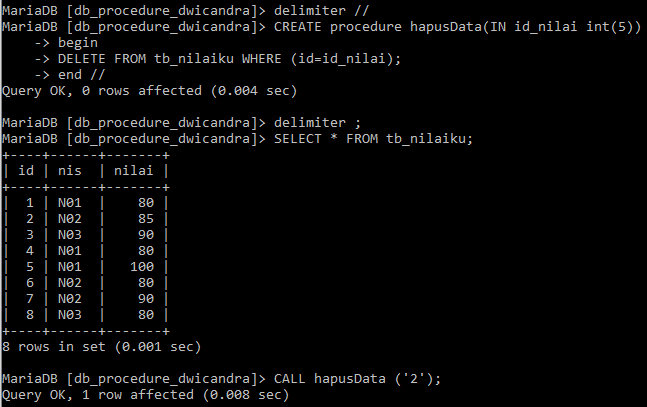 MariaDB [db_procedure_dwicandra]> delimiter //
MariaDB [db_procedure_dwicandra]> CREATE procedure hapusData(IN id_nilai int(5))
    -> begin
    -> DELETE FROM tb_nilaiku WHERE (id=id_nilai);
    -> end //
Query OK, 0 rows affected (0.004 sec)

MariaDB [db_procedure_dwicandra]> delimiter ;
MariaDB [db_procedure_dwicandra]> SELECT * FROM tb_nilaiku;
+----+------+-------+
| id | nis  | nilai |
+----+------+-------+
|  1 | N01  |    80 |
|  2 | N02  |    85 |
|  3 | N03  |    90 |
|  4 | N01  |    80 |
|  5 | N01  |   100 |
|  6 | N02  |    80 |
|  7 | N02  |    90 |
|  8 | N03  |    80 |
+----+------+-------+
8 rows in set (0.001 sec)

MariaDB [db_procedure_dwicandra]> CALL hapusData ('2');
Query OK, 1 row affected (0.008 sec)